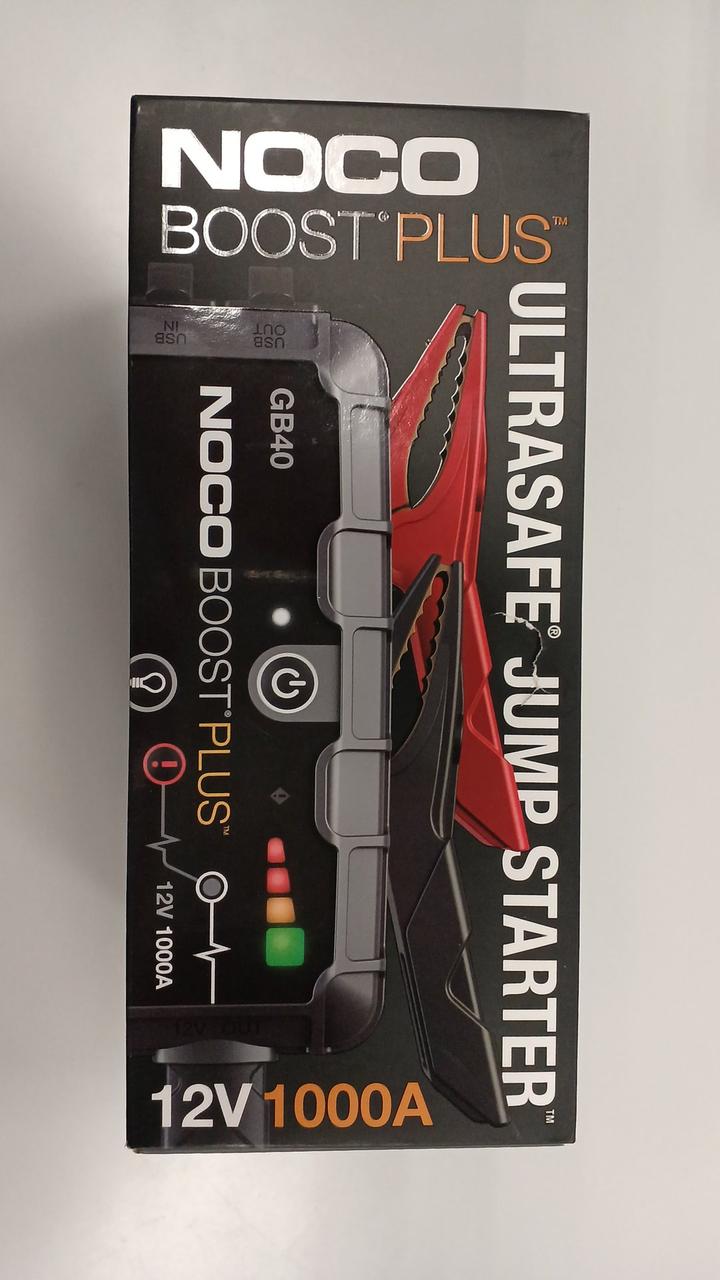 NOCO
BOOST® PLUS™
ULTRASAFE® JUMP STARTER™
USB IN
USB OUT
GB40
NOCO BOOST® PLUS™
12V 1000A
12V OUT
12V 1000A